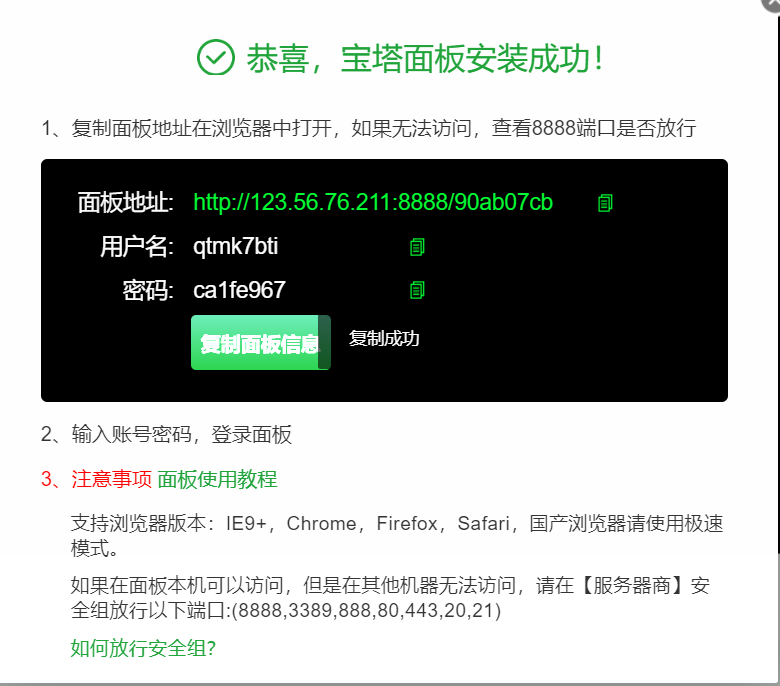 恭喜，宝塔面板安装成功！
1、复制面板地址在浏览器中打开，如果无法访问，查看8888端口是否放行
面板地址: http://123.56.76.211:8888/90ab07cb
用户名: qtmk7bti
密码: ca1fe967
复制面板信息 复制成功
2、输入账号密码，登录面板
3、注意事项 面板使用教程
支持浏览器版本：IE9+，Chrome，Firefox，Safari，国产浏览器请使用极速
模式。
如果在面板本机可以访问，但是在其他机器无法访问，请在【服务器商】安
全组放行以下端口:(8888,3389,888,80,443,20,21)
如何放行安全组?